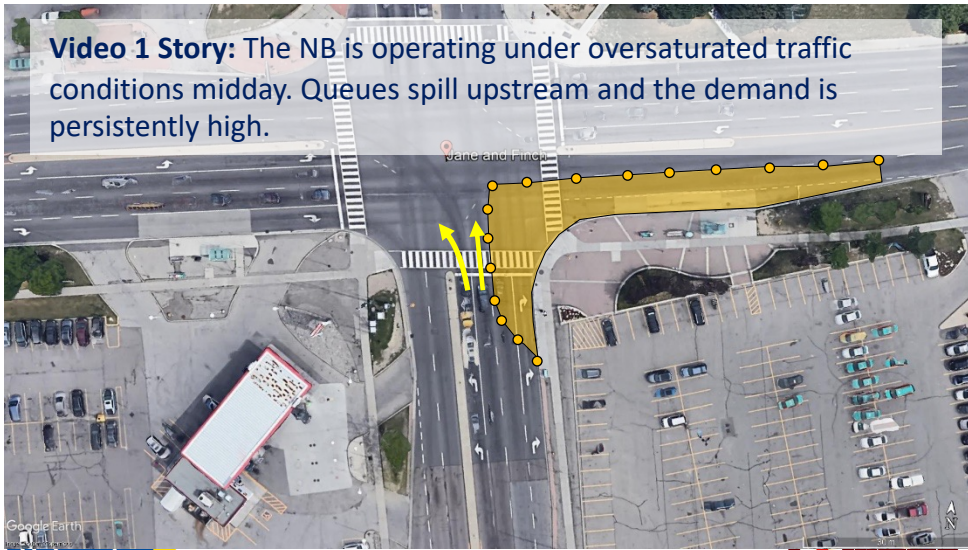 Video 1 Story: The NB is operating under oversaturated traffic
conditions midday. Queues spill upstream and the demand is
persistently high.
Jane and Finch
Google Earth
N
30 m